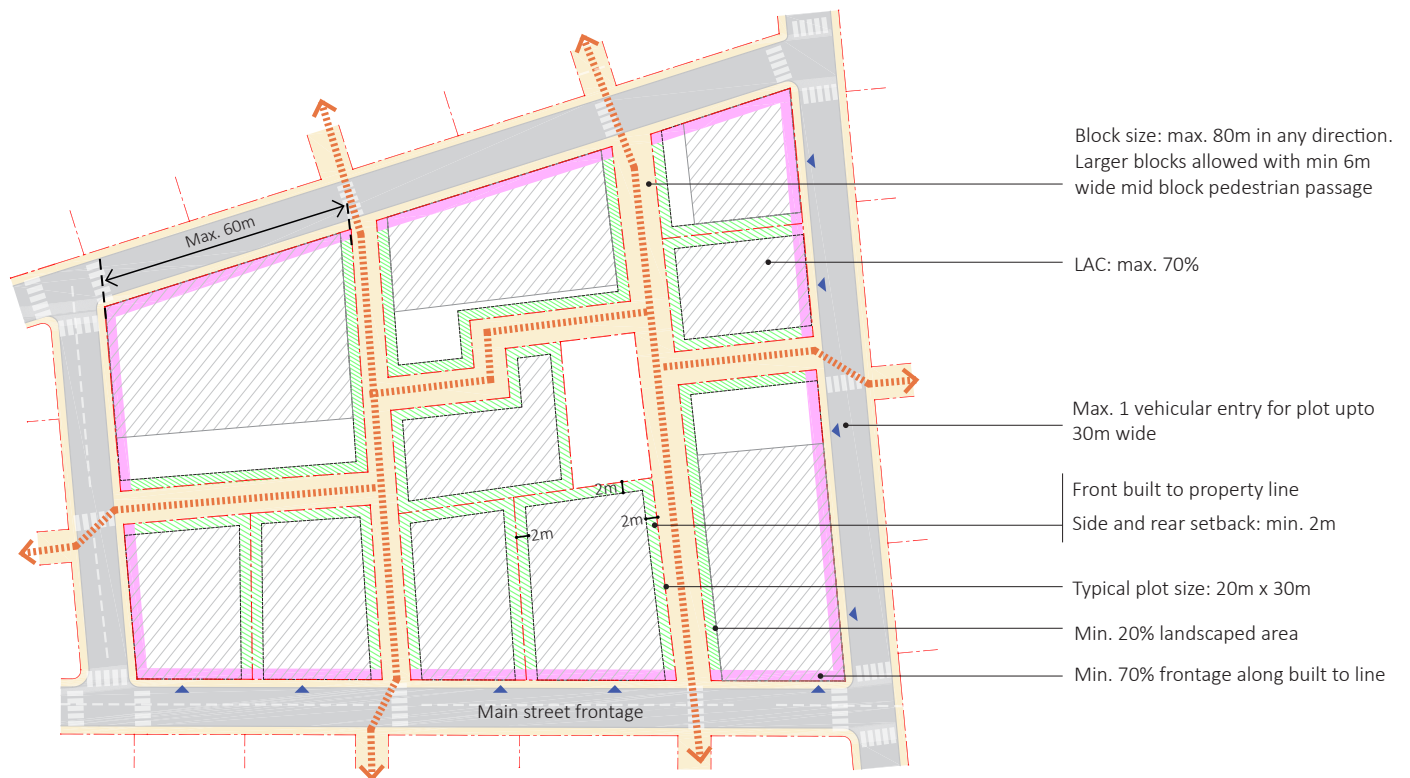 Block size: max. 80m in any direction.
Larger blocks allowed with min 6m
wide mid block pedestrian passage
Max. 60m
LAC: max. 70%
Max. 1 vehicular entry for plot upto
30m wide
2m
Front built to property line
2m
Side and rear setback: min. 2m
2m
Typical plot size: 20m x 30m
Min. 20% landscaped area
Min. 70% frontage along built to line
Main street frontage